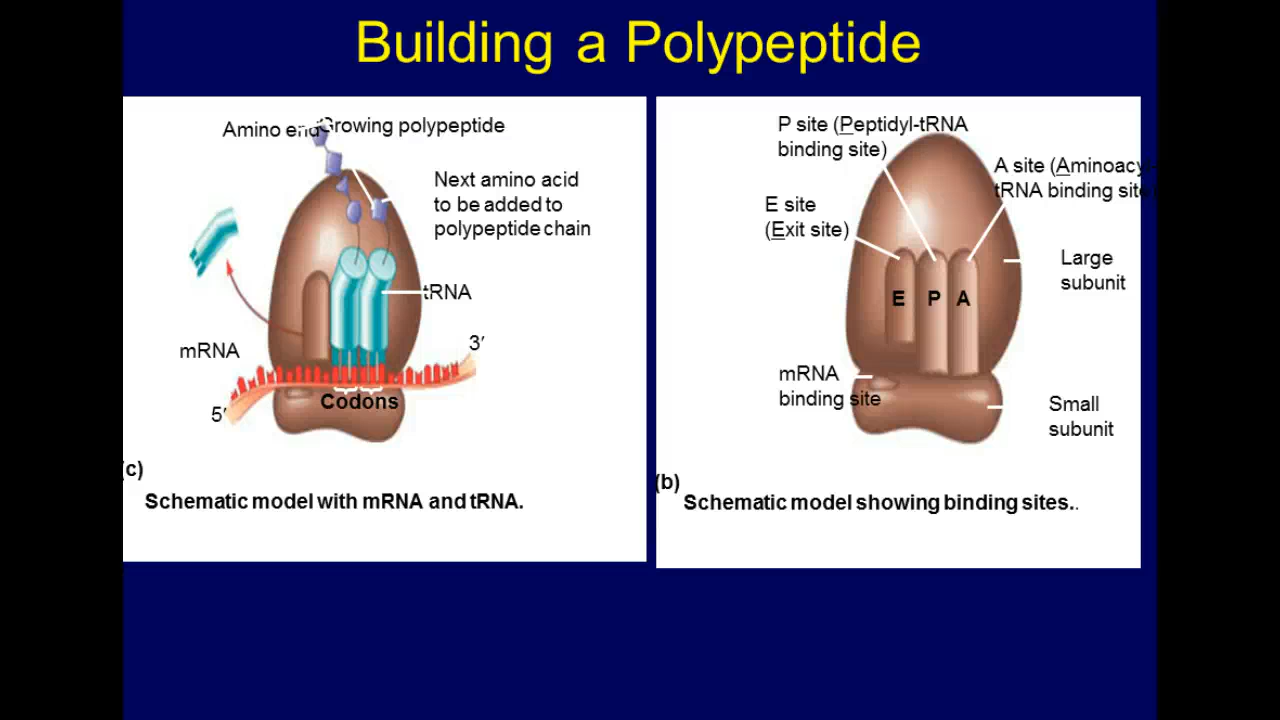 Building a Polypeptide
Amino end
Growing polypeptide
Next amino acid
to be added to
polypeptide chain
tRNA
mRNA
3′
5′
Codons
(c)
Schematic model with mRNA and tRNA.
P site (Peptidyl-tRNA
binding site)
A site (Aminoacyl-
tRNA binding site)
E site
(Exit site)
Large
subunit
E P A
mRNA
binding site
Small
subunit
(b)
Schematic model showing binding sites..